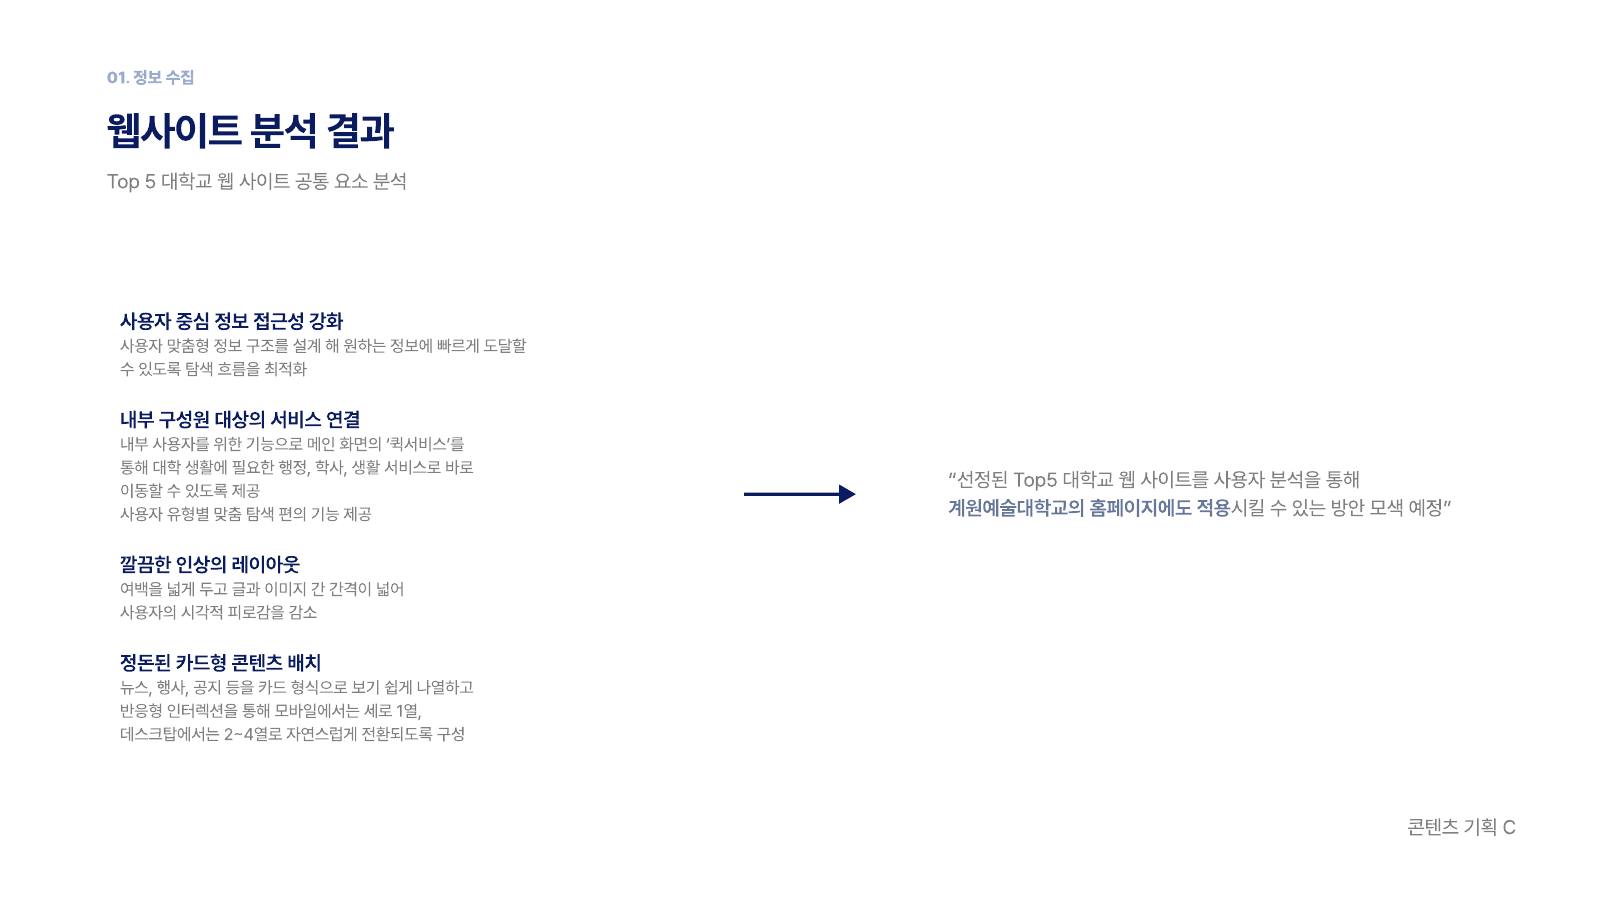 01. 정보 수집
웹사이트 분석 결과
Top 5 대학교 웹 사이트 공통 요소 분석
사용자 중심 정보 접근성 강화
사용자 맞춤형 정보 구조를 설계 해 원하는 정보에 빠르게 도달할
수 있도록 탐색 흐름을 최적화
내부 구성원 대상의 서비스 연결
내부 사용자를 위한 기능으로 메인 화면의 ‘퀵서비스’를
통해 대학 생활에 필요한 행정, 학사, 생활 서비스로 바로
이동할 수 있도록 제공
사용자 유형별 맞춤 탐색 편의 기능 제공
깔끔한 인상의 레이아웃
여백을 넓게 두고 글과 이미지 간 간격이 넓어
사용자의 시각적 피로감을 감소
정돈된 카드형 콘텐츠 배치
뉴스, 행사, 공지 등을 카드 형식으로 보기 쉽게 나열하고
반응형 인터렉션을 통해 모바일에서는 세로 1열,
데스크탑에서는 2~4열로 자연스럽게 전환되도록 구성
“선정된 Top5 대학교 웹 사이트를 사용자 분석을 통해
계원예술대학교의 홈페이지에도 적용시킬 수 있는 방안 모색 예정”
콘텐츠 기획 C